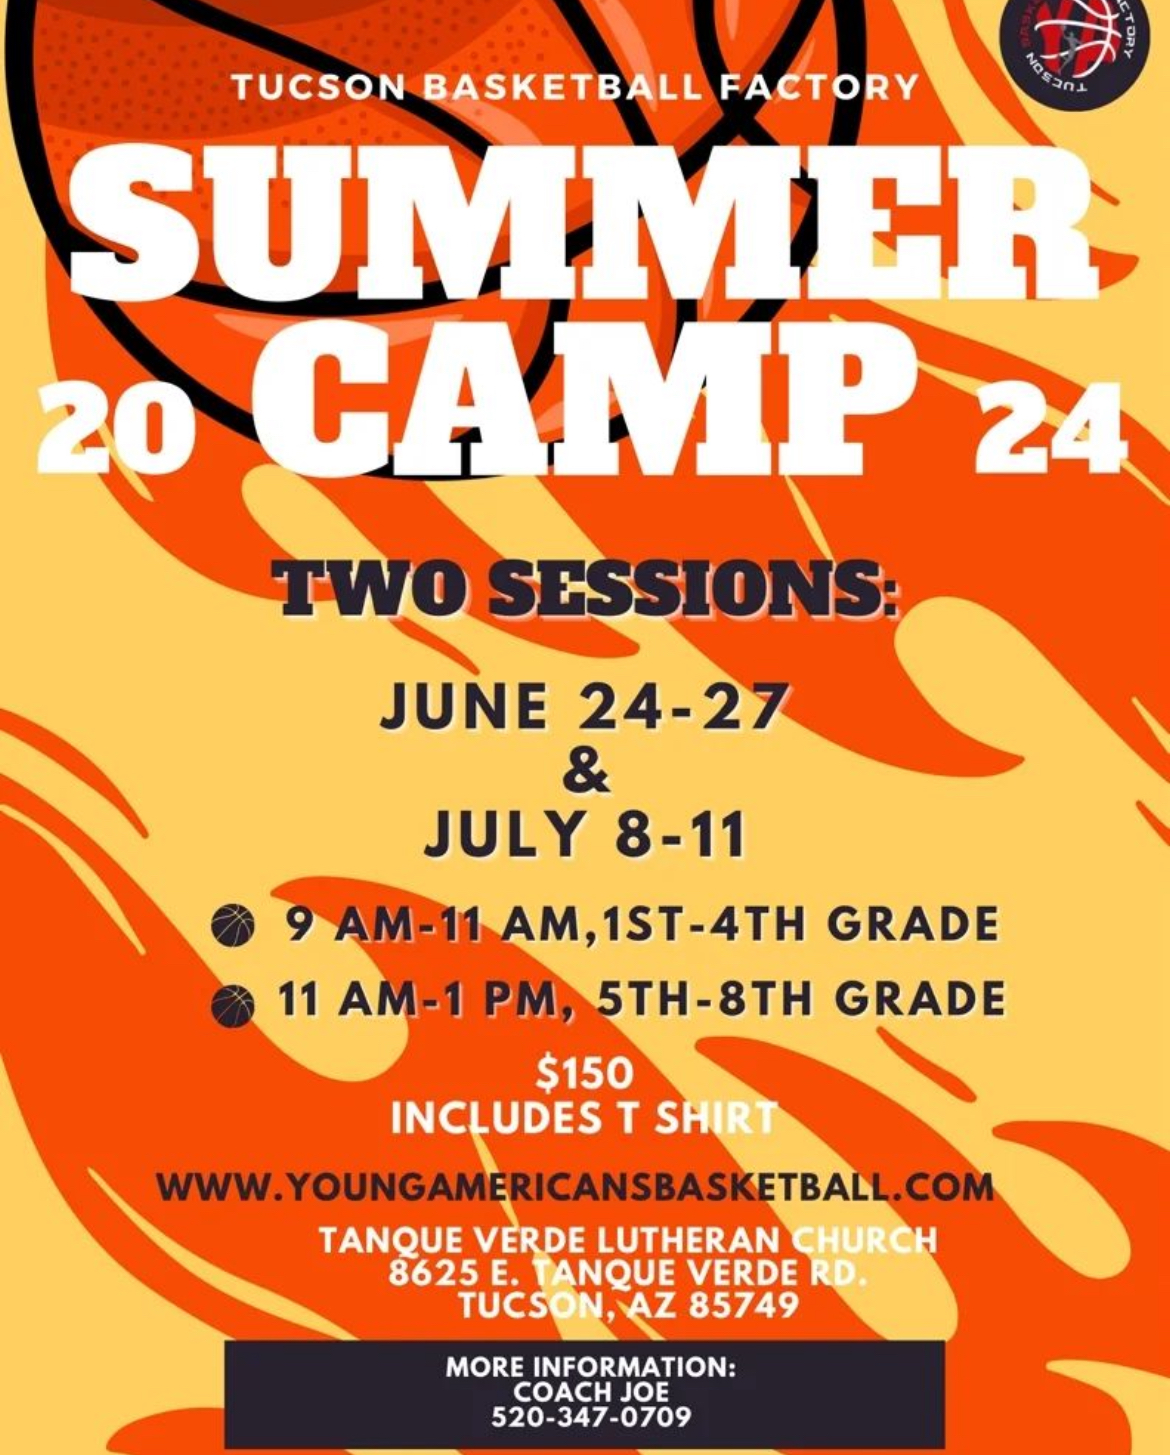 TUCSON BASKETBALL FACTORY
SUMMER
20 CAMP 24
TWO SESSIONS:
JUNE 24-27
&
JULY 8-11
9 AM-11 AM,1ST-4TH GRADE
11 AM-1 PM, 5TH-8TH GRADE
$150
INCLUDES T SHIRT
WWW.YOUNGAMERICANSBASKETBALL.COM
TANQUE VERDE LUTHERAN CHURCH
8625 E. TANQUE VERDE RD.
TUCSON, AZ 85749
MORE INFORMATION:
COACH JOE
520-347-0709
TUCSON